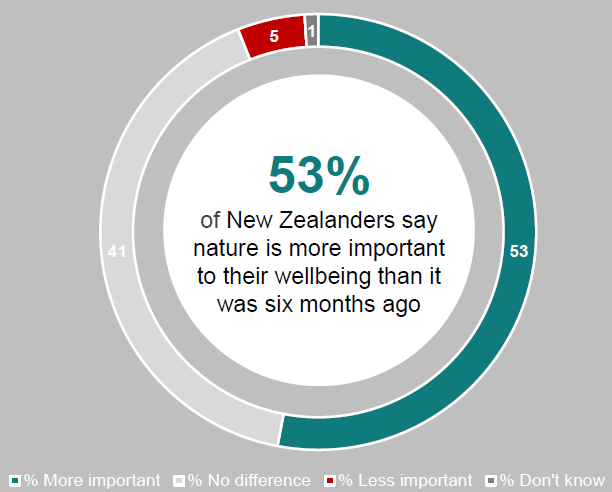 5
1
53%
of New Zealanders say
nature is more important
to their wellbeing than it
was six months ago
41
53
% More important % No difference % Less important % Don't know